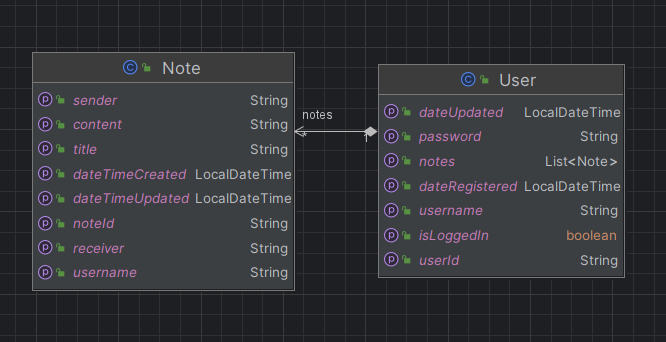 Note
sender String
content String
title String
dateTimeCreated LocalDateTime
dateTimeUpdated LocalDateTime
noteId String
receiver String
username String
notes
* 1
User
dateUpdated LocalDateTime
password String
notes List<Note>
dateRegistered LocalDateTime
username String
isLoggedIn boolean
userId String